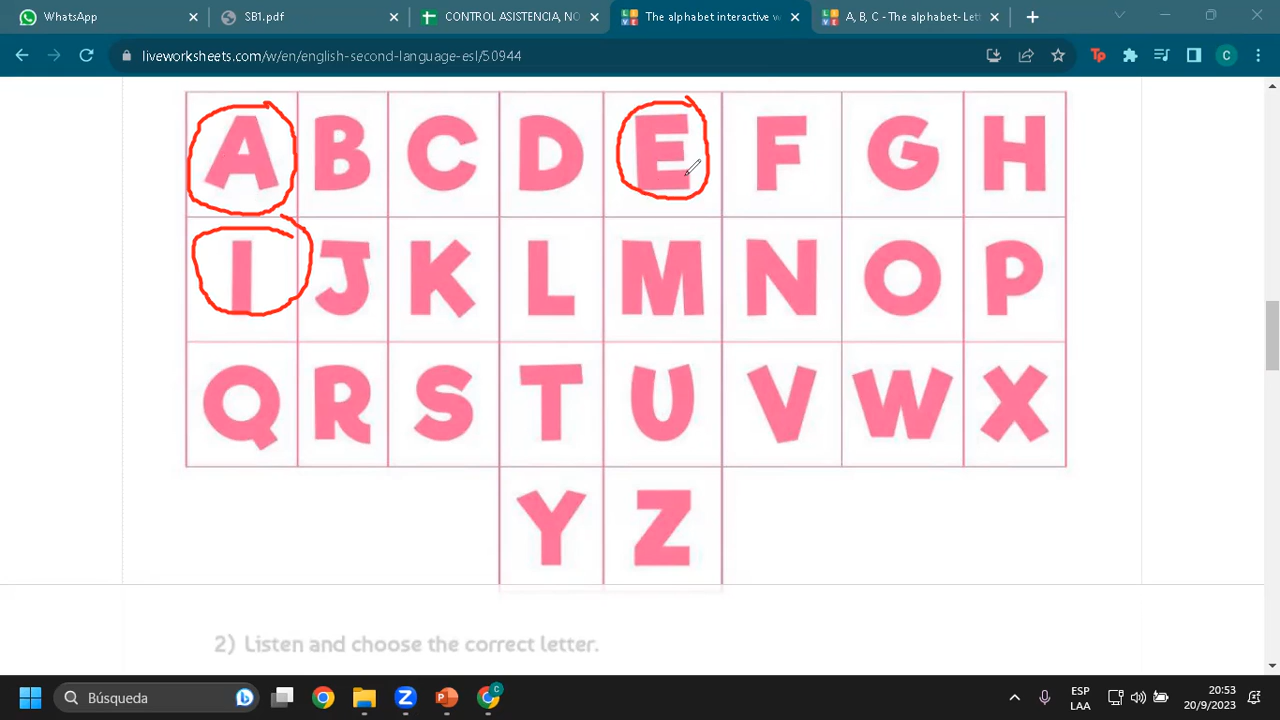 WhatsApp SB1.pdf CONTROL ASISTENCIA, NO The alphabet interactive w A, B, C - The alphabet- Lett
liveworksheets.com/w/en/english-second-language-esl/50944 Tp C
A B C D E F G H
I J K L M N O P
Q R S T U V W X
Y Z
2) Listen and choose the correct letter.
Búsqueda ESP 20:53
LAA 20/9/2023